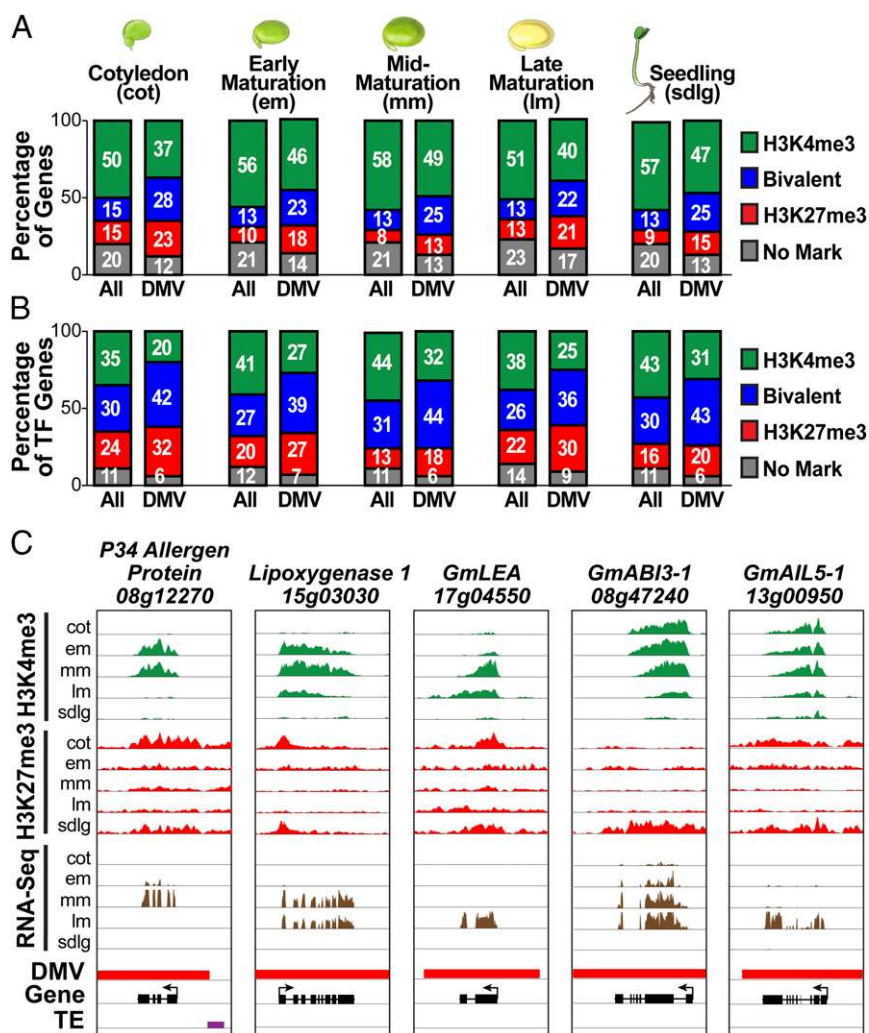 A
Cotyledon (cot)
Early Maturation (em)
Mid-Maturation (mm)
Late Maturation (lm)
Seedling (sdlg)
Percentage of Genes
100
50
0
50 37 56 46 58 49 51 40 57 47
15 28 13 23 13 25 13 22 13 25
15 23 10 18 8 13 13 21 9 15
20 12 21 14 21 13 23 17 20 13
All DMV All DMV All DMV All DMV All DMV
H3K4me3
Bivalent
H3K27me3
No Mark
B
Percentage of TF Genes
100
50
0
35 20 41 27 44 32 38 25 43 31
30 42 27 39 31 44 26 36 30 43
24 32 20 27 13 18 22 30 16 20
11 6 12 7 11 6 14 9 11 6
All DMV All DMV All DMV All DMV All DMV
H3K4me3
Bivalent
H3K27me3
No Mark
C
P34 Allergen
Protein
08g12270
Lipoxygenase 1
15g03030
GmLEA
17g04550
GmABI3-1
08g47240
GmAIL5-1
13g00950
H3K4me3
cot
em
mm
lm
sdlg
H3K27me3
cot
em
mm
lm
sdlg
RNA-Seq
cot
em
mm
lm
sdlg
DMV
Gene
TE